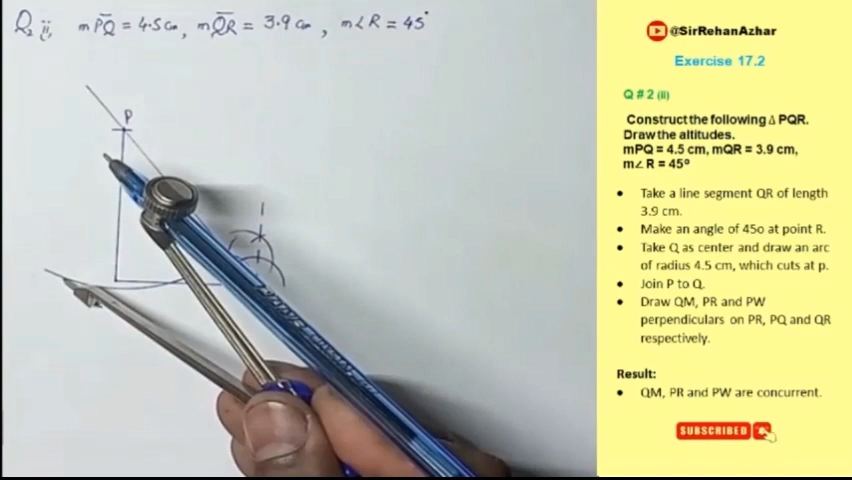 Q2 ii, mPQ = 4.5cm, mQR = 3.9 cm, m∠R = 45°
P
@SirRehanAzhar
Exercise 17.2
Q # 2 (ii)
Construct the following Δ PQR.
Draw the altitudes.
mPQ = 4.5 cm, mQR = 3.9 cm,
m∠ R = 45º
• Take a line segment QR of length
3.9 cm.
• Make an angle of 45o at point R.
• Take Q as center and draw an arc
of radius 4.5 cm, which cuts at p.
• Join P to Q.
• Draw QM, PR and PW
perpendiculars on PR, PQ and QR
respectively.
Result:
• QM, PR and PW are concurrent.
SUBSCRIBED